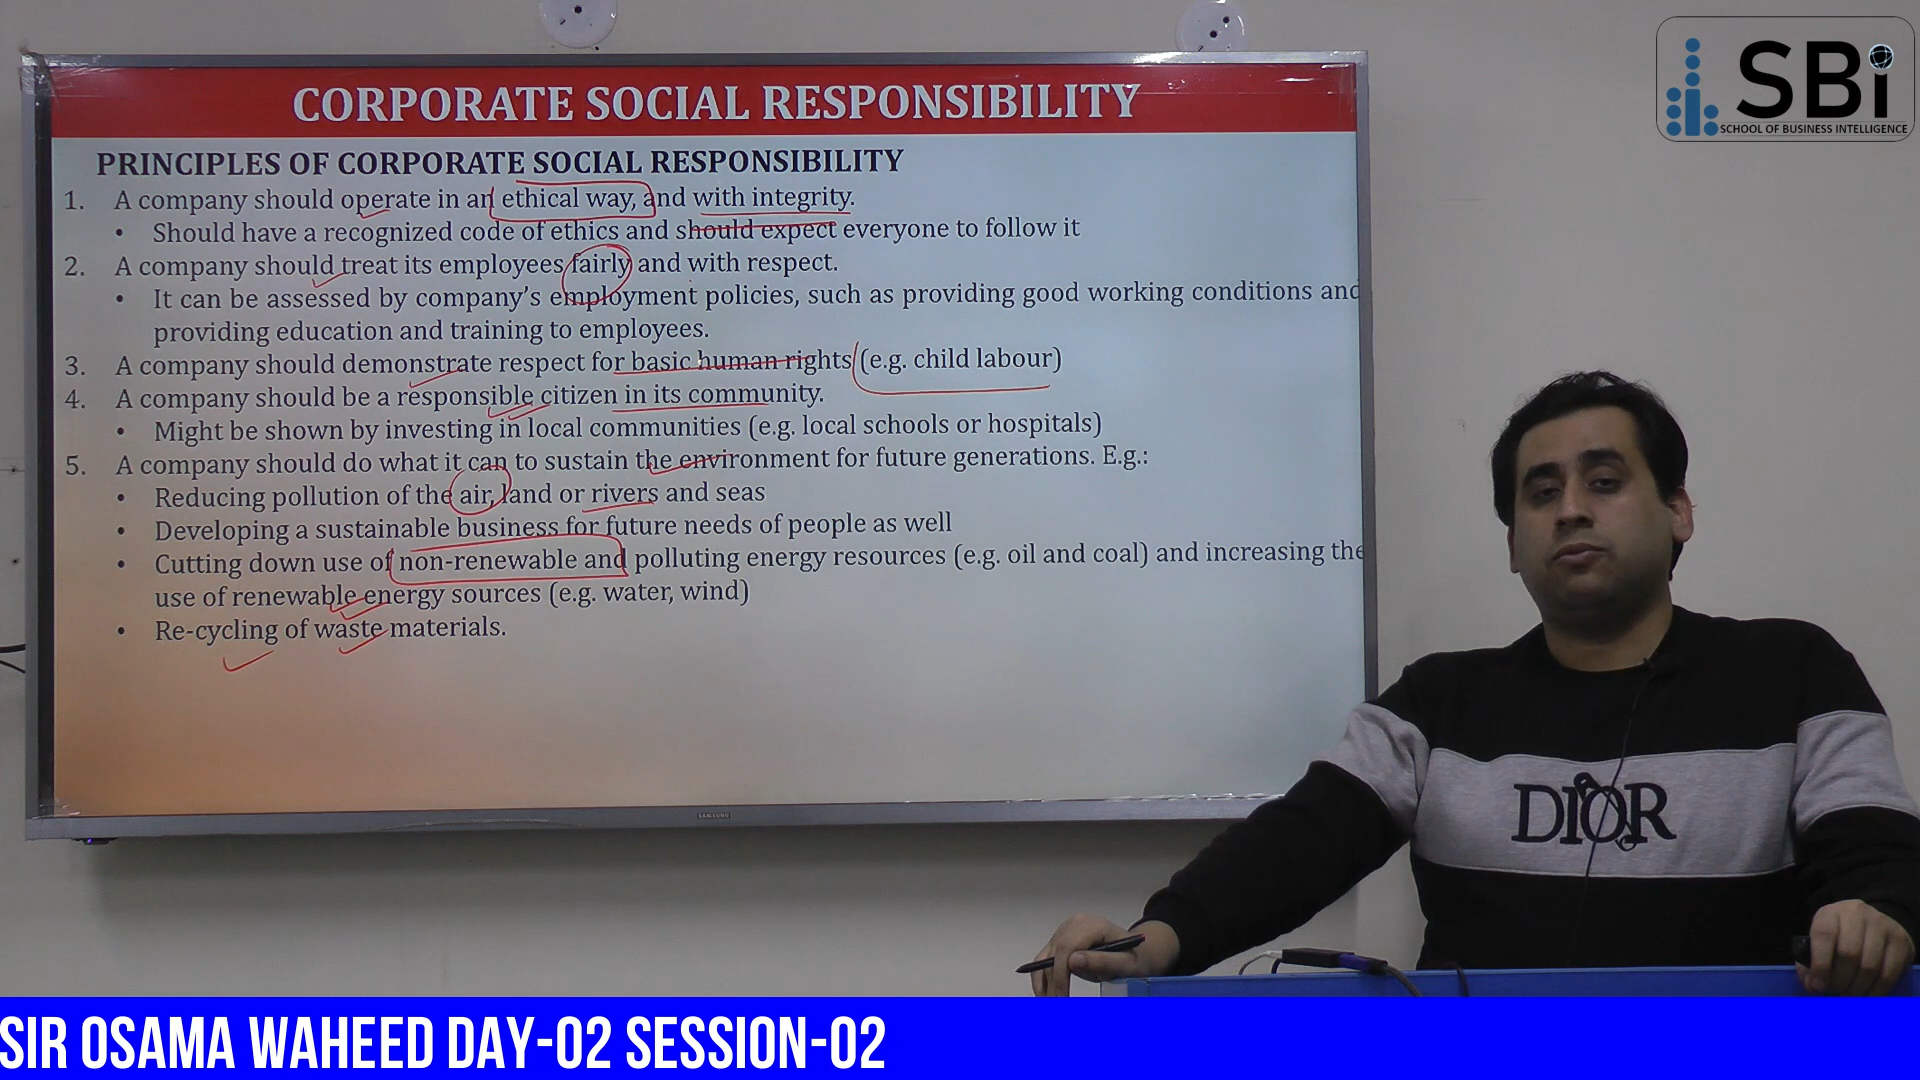 CORPORATE SOCIAL RESPONSIBILITY
PRINCIPLES OF CORPORATE SOCIAL RESPONSIBILITY
1. A company should operate in an ethical way, and with integrity.
• Should have a recognized code of ethics and should expect everyone to follow it
2. A company should treat its employees fairly and with respect.
• It can be assessed by company’s employment policies, such as providing good working conditions and
providing education and training to employees.
3. A company should demonstrate respect for basic human rights (e.g. child labour)
4. A company should be a responsible citizen in its community.
• Might be shown by investing in local communities (e.g. local schools or hospitals)
5. A company should do what it can to sustain the environment for future generations. E.g.:
• Reducing pollution of the air, land or rivers and seas
• Developing a sustainable business for future needs of people as well
• Cutting down use of non-renewable and polluting energy resources (e.g. oil and coal) and increasing the
use of renewable energy sources (e.g. water, wind)
• Re-cycling of waste materials.
SAMSUNG
SBi
SCHOOL OF BUSINESS INTELLIGENCE
DIOR
SIR OSAMA WAHEED DAY-02 SESSION-02